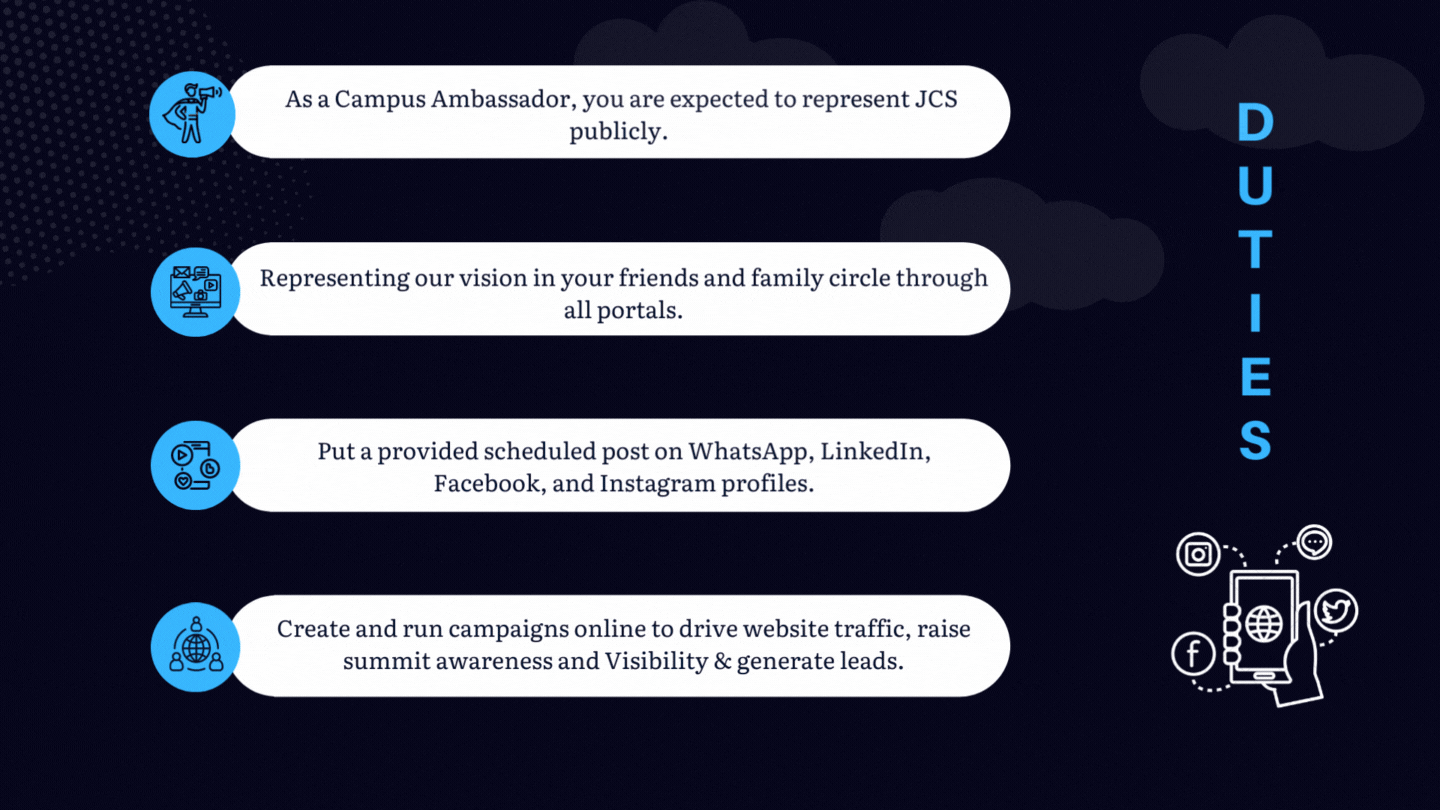 As a Campus Ambassador, you are expected to represent JCS
publicly.
Representing our vision in your friends and family circle through
all portals.
Put a provided scheduled post on WhatsApp, LinkedIn,
Facebook, and Instagram profiles.
Create and run campaigns online to drive website traffic, raise
summit awareness and Visibility & generate leads.
D
U
T
I
E
S